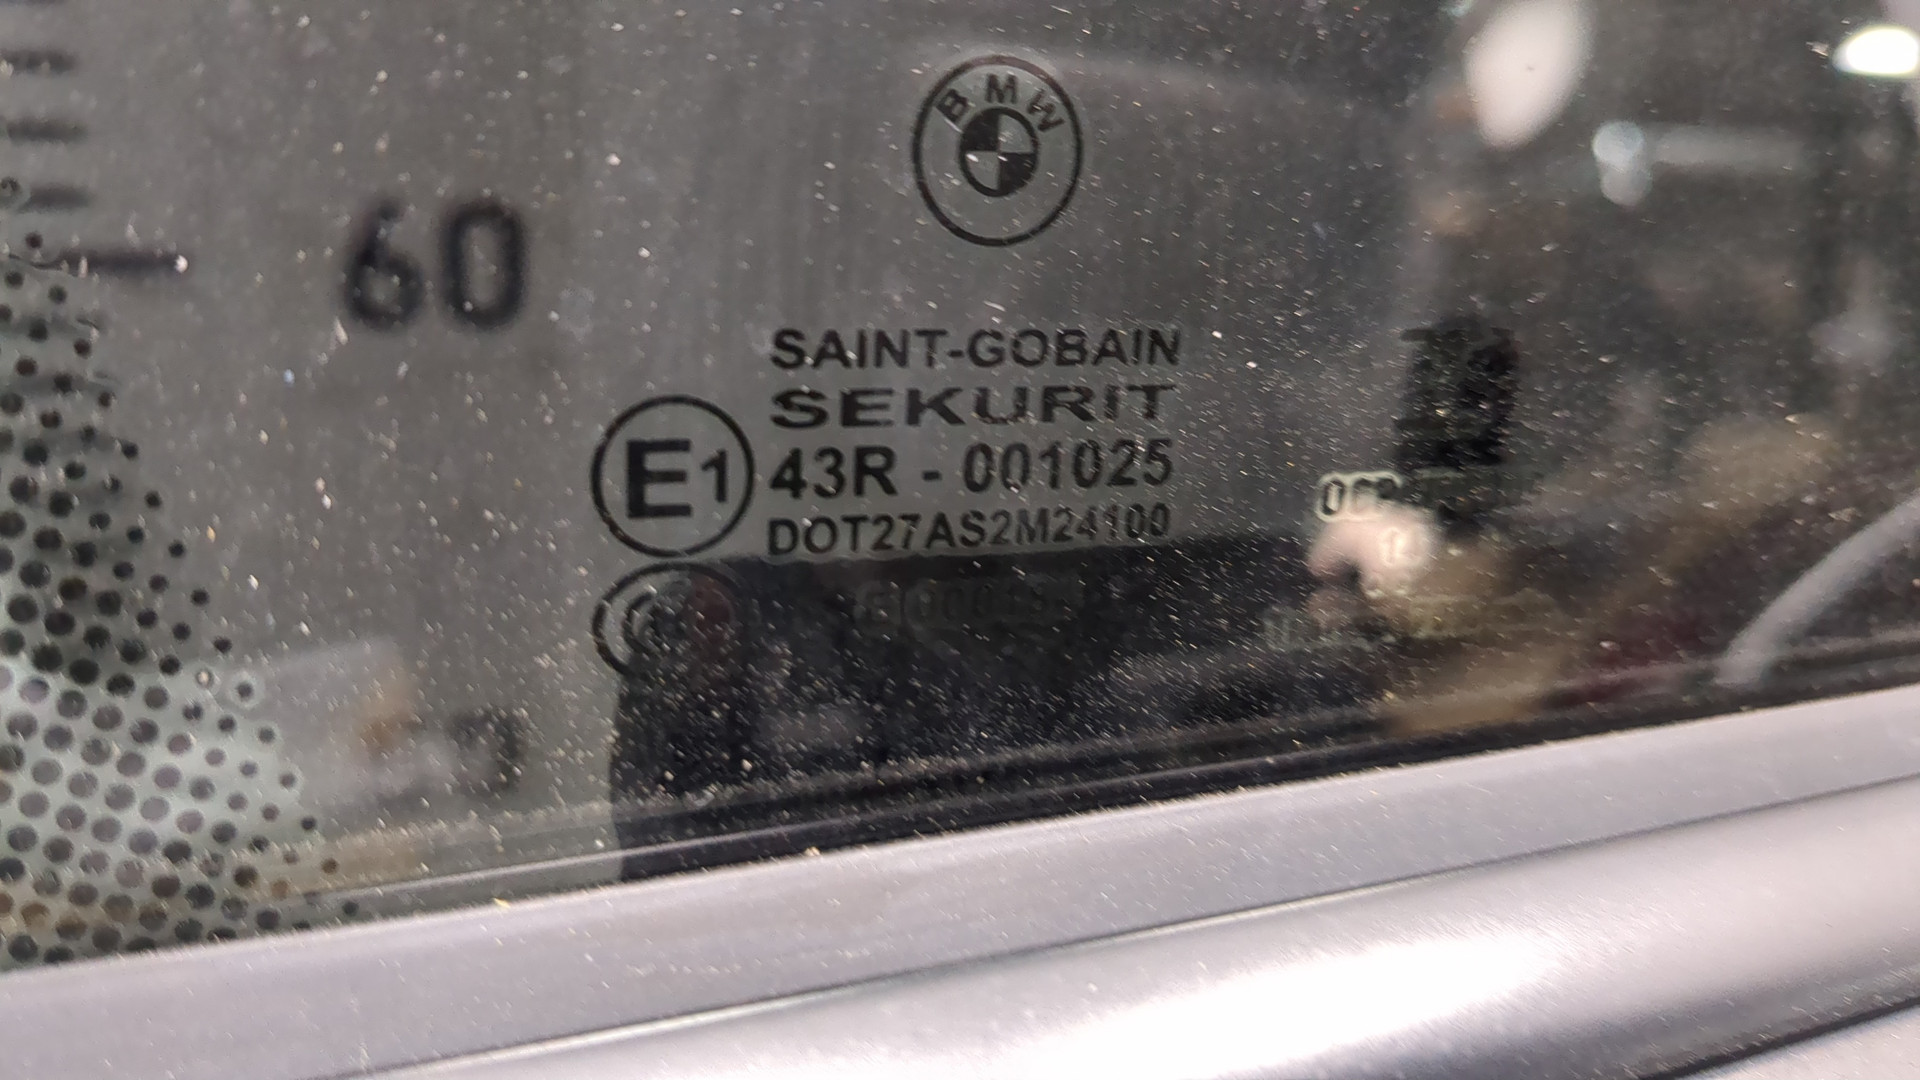 BMW
60
SAINT-GOBAIN
SEKURIT
E1 43R - 001025
DOT27AS2M24100